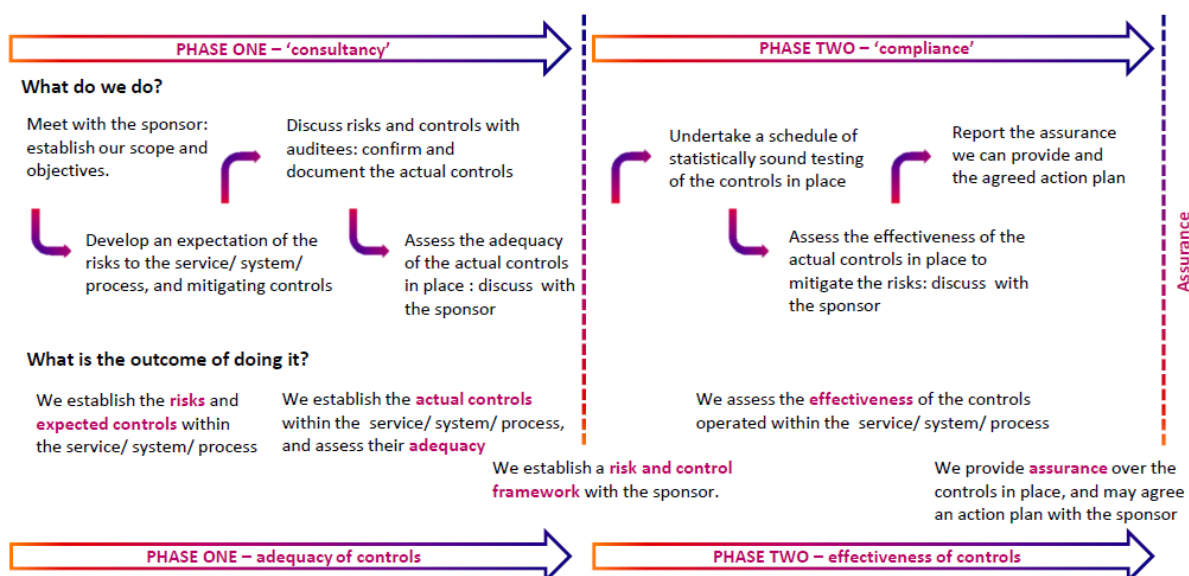 PHASE ONE – ‘consultancy’
PHASE TWO – ‘compliance’
What do we do?
Meet with the sponsor:
establish our scope and
objectives.
Discuss risks and controls with
auditees: confirm and
document the actual controls
Develop an expectation of the
risks to the service/ system/
process, and mitigating controls
Assess the adequacy
of the actual controls
in place : discuss with
the sponsor
Undertake a schedule of
statistically sound testing
of the controls in place
Report the assurance
we can provide and
the agreed action plan
Assess the effectiveness of the
actual controls in place to
mitigate the risks: discuss with
the sponsor
Assurance
What is the outcome of doing it?
We establish the risks and
expected controls within
the service/ system/ process
We establish the actual controls
within the service/ system/ process,
and assess their adequacy
We establish a risk and control
framework with the sponsor.
We assess the effectiveness of the controls
operated within the service/ system/ process
We provide assurance over the
controls in place, and may agree
an action plan with the sponsor
PHASE ONE – adequacy of controls
PHASE TWO – effectiveness of controls